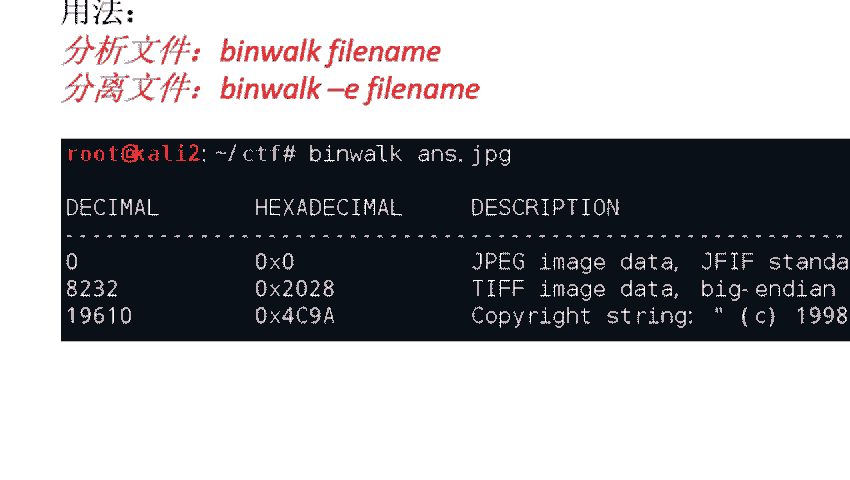 用法：
分析文件：binwalk filename
分离文件：binwalk –e filename
root@kali2:~/ctf# binwalk ans.jpg
DECIMAL HEXADECIMAL DESCRIPTION
--------------------------------------------------------
0 0x0 JPEG image data, JFIF standa
8232 0x2028 TIFF image data, big-endian
19610 0x4C9A Copyright string: " (c) 1998